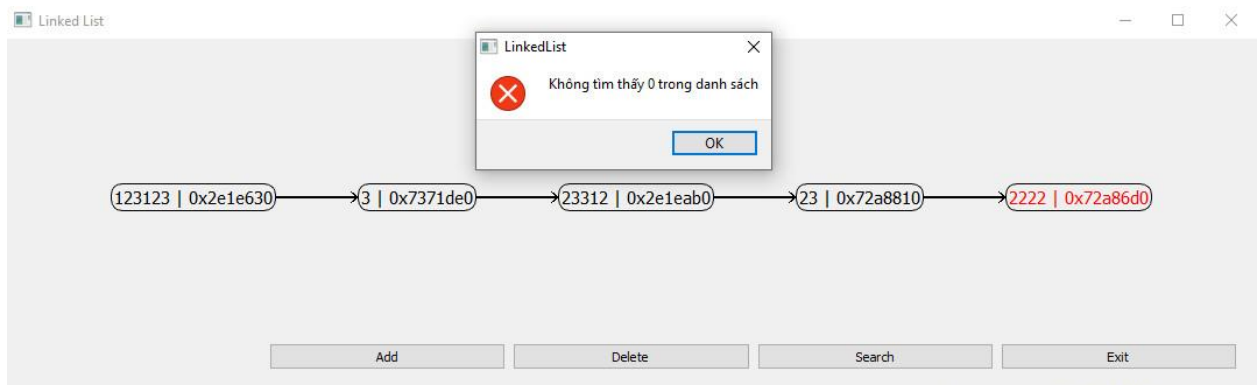 Linked List
LinkedList
Không tìm thấy 0 trong danh sách
OK
123123 | 0x2e1e630 3 | 0x7371de0 23312 | 0x2e1eab0 23 | 0x72a8810 2222 | 0x72a86d0
Add Delete Search Exit